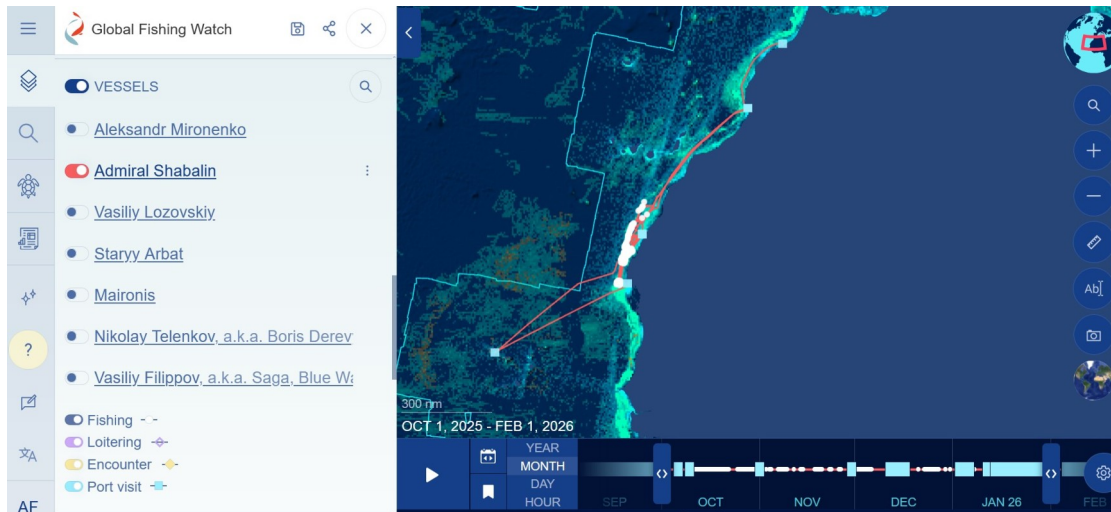 Global Fishing Watch
VESSELS
Aleksandr Mironenko
Admiral Shabalin
Vasiliy Lozovskiy
Staryy Arbat
Maironis
Nikolay Telenkov, a.k.a. Boris Derev
Vasiliy Filippov, a.k.a. Saga, Blue Wa
Fishing
Loitering
Encounter
Port visit
?
AF
Ab
300 nm
OCT 1, 2025 - FEB 1, 2026
YEAR
MONTH
DAY
HOUR
SEP
OCT
NOV
DEC
JAN 26
FEB